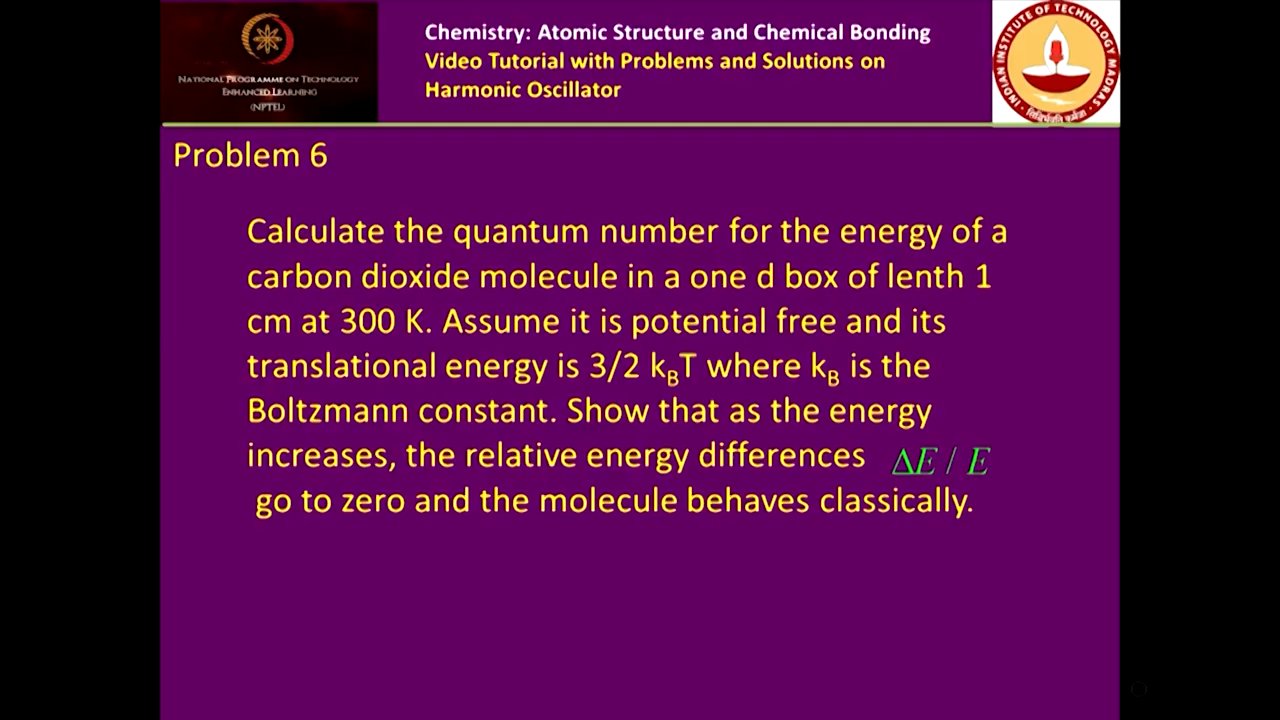 NATIONAL PROGRAMME ON TECHNOLOGY
ENHANCED LEARNING
(NPTEL)
Chemistry: Atomic Structure and Chemical Bonding
Video Tutorial with Problems and Solutions on
Harmonic Oscillator
INDIAN INSTITUTE OF TECHNOLOGY MADRAS
Problem 6
Calculate the quantum number for the energy of a
carbon dioxide molecule in a one d box of lenth 1
cm at 300 K. Assume it is potential free and its
translational energy is 3/2 k_BT where k_B is the
Boltzmann constant. Show that as the energy
increases, the relative energy differences ΔE / E
go to zero and the molecule behaves classically.